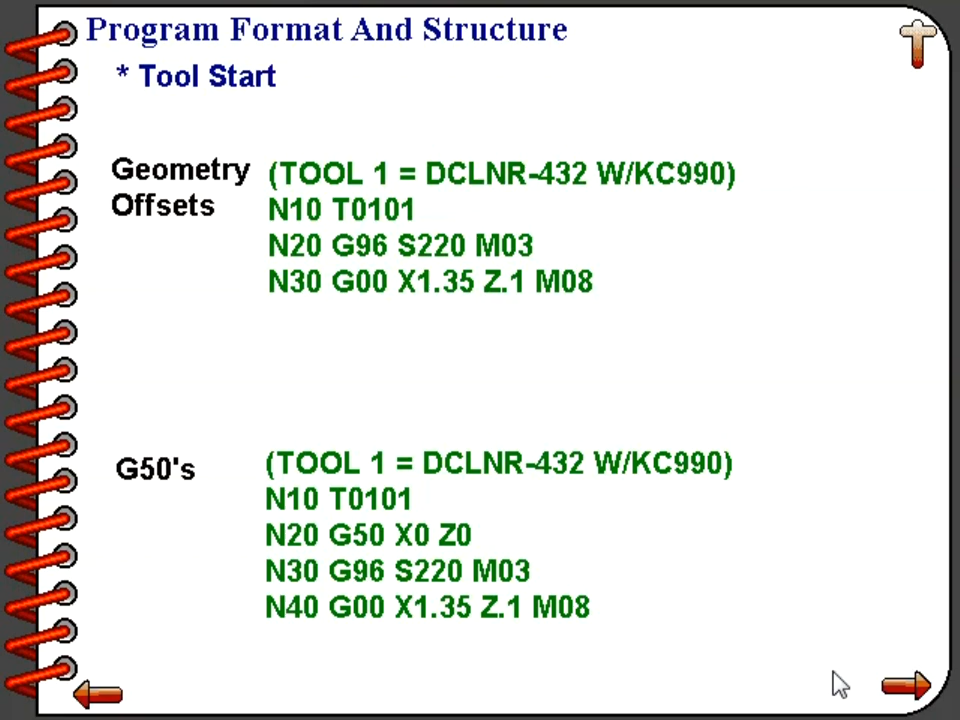 Program Format And Structure
* Tool Start
Geometry
Offsets
(TOOL 1 = DCLNR-432 W/KC990)
N10 T0101
N20 G96 S220 M03
N30 G00 X1.35 Z.1 M08
G50's
(TOOL 1 = DCLNR-432 W/KC990)
N10 T0101
N20 G50 X0 Z0
N30 G96 S220 M03
N40 G00 X1.35 Z.1 M08